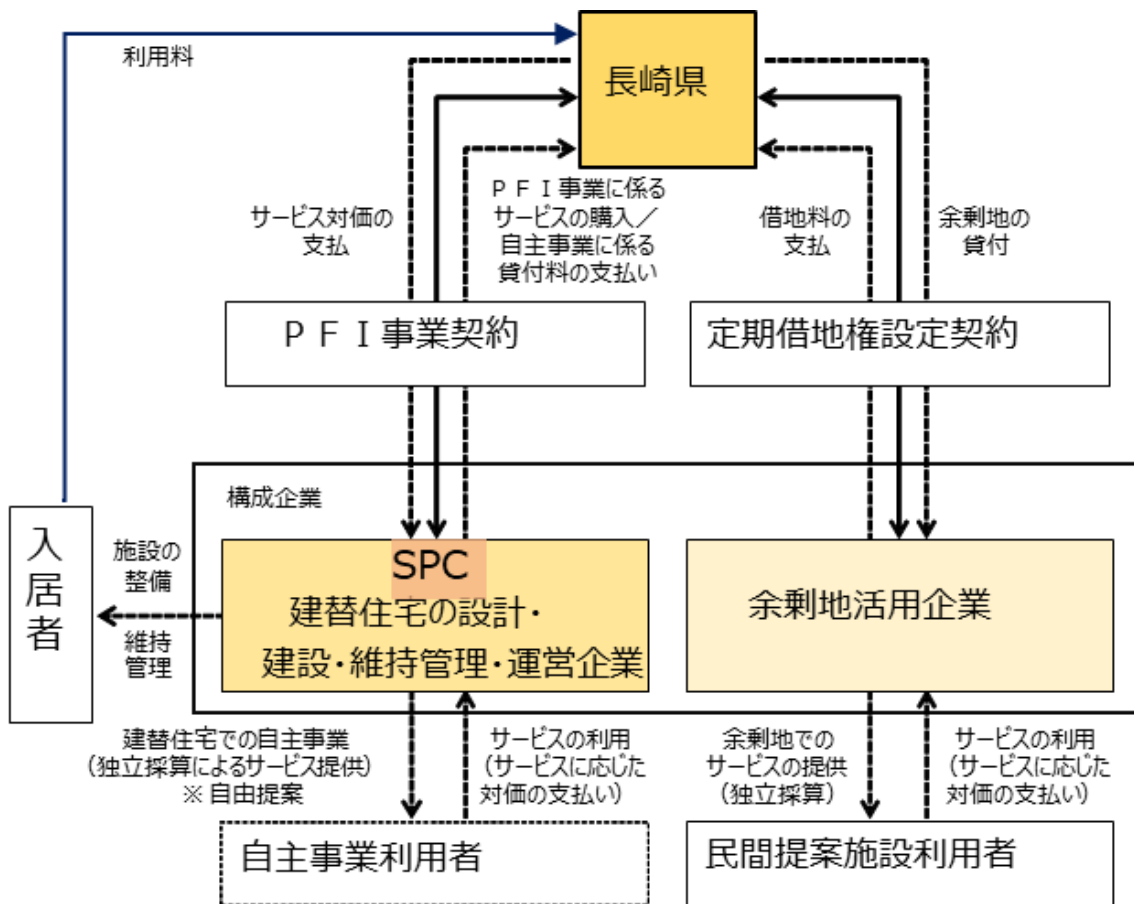 利用料
長崎県
サービス対価の
支払
ＰＦＩ事業に係る
サービスの購入／
自主事業に係る
貸付料の支払い
借地料の
支払
余剰地の
貸付
ＰＦＩ事業契約
定期借地権設定契約
構成企業
入居者
施設の
整備
維持
管理
SPC
建替住宅の設計・
建設・維持管理・運営企業
余剰地活用企業
建替住宅での自主事業
（独立採算によるサービス提供）
※自由提案
サービスの利用
（サービスに応じた
対価の支払い）
余剰地での
サービスの提供
（独立採算）
サービスの利用
（サービスに応じた
対価の支払い）
自主事業利用者
民間提案施設利用者